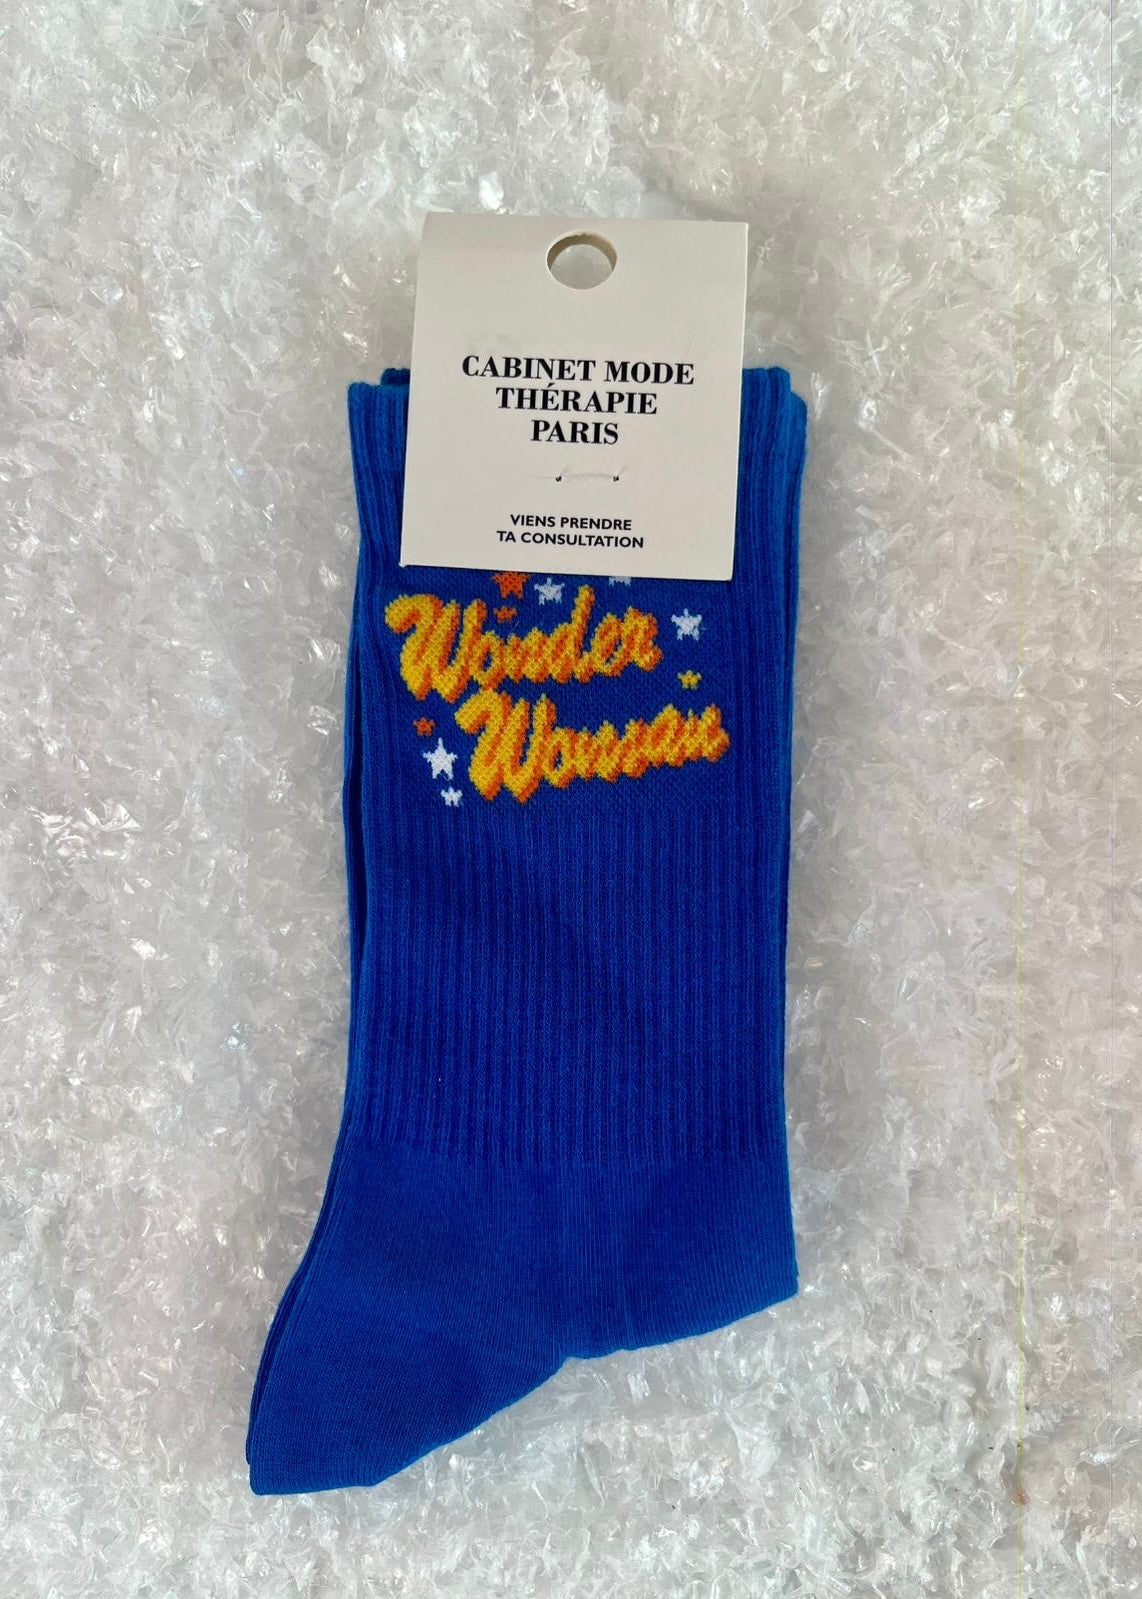 CABINET MODE
THÉRAPIE
PARIS
VIENS PRENDRE
TA CONSULTATION
Wonder
Woman